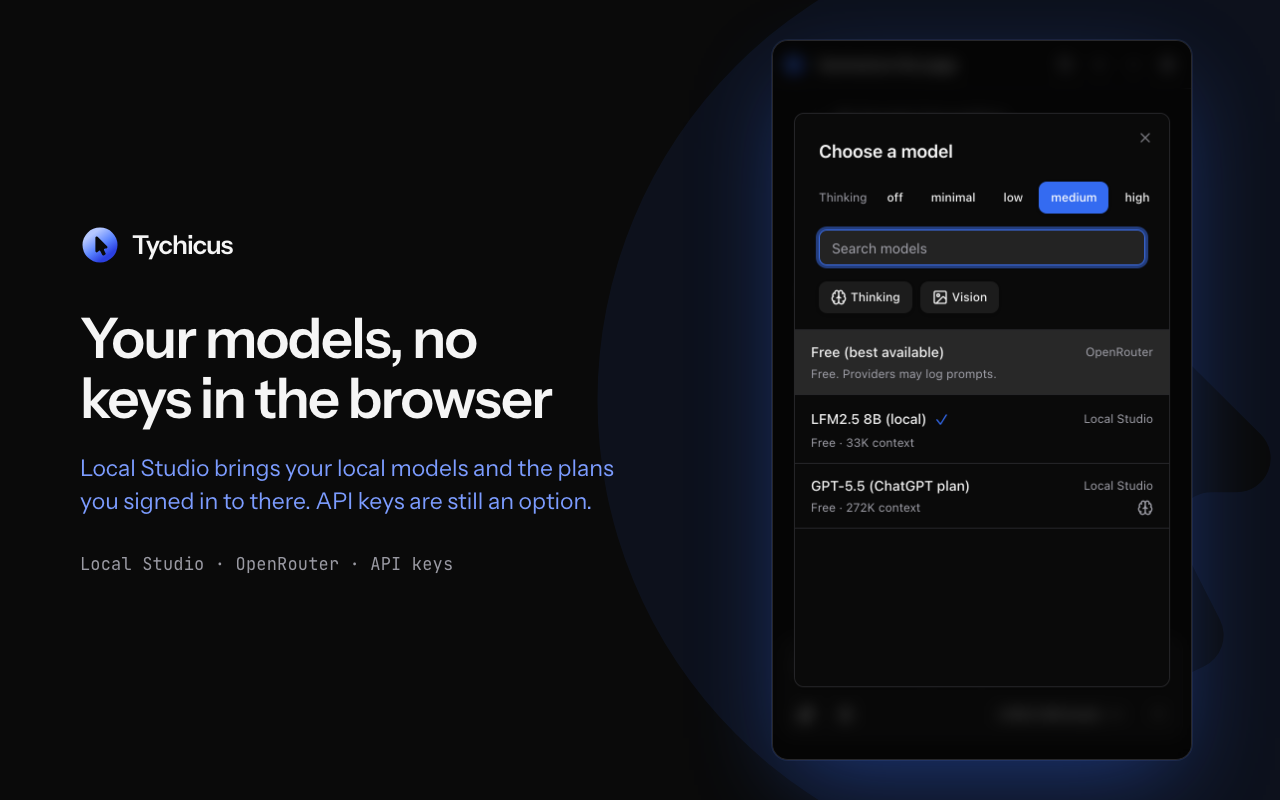 Tychicus
Your models, no
keys in the browser
Local Studio brings your local models and the plans
you signed in to there. API keys are still an option.
Local Studio · OpenRouter · API keys
Choose a model
Thinking off minimal low medium high
Search models
Thinking Vision
Free (best available) OpenRouter
Free. Providers may log prompts.
LFM2.5 8B (local) Local Studio
Free · 33K context
GPT-5.5 (ChatGPT plan) Local Studio
Free · 272K context